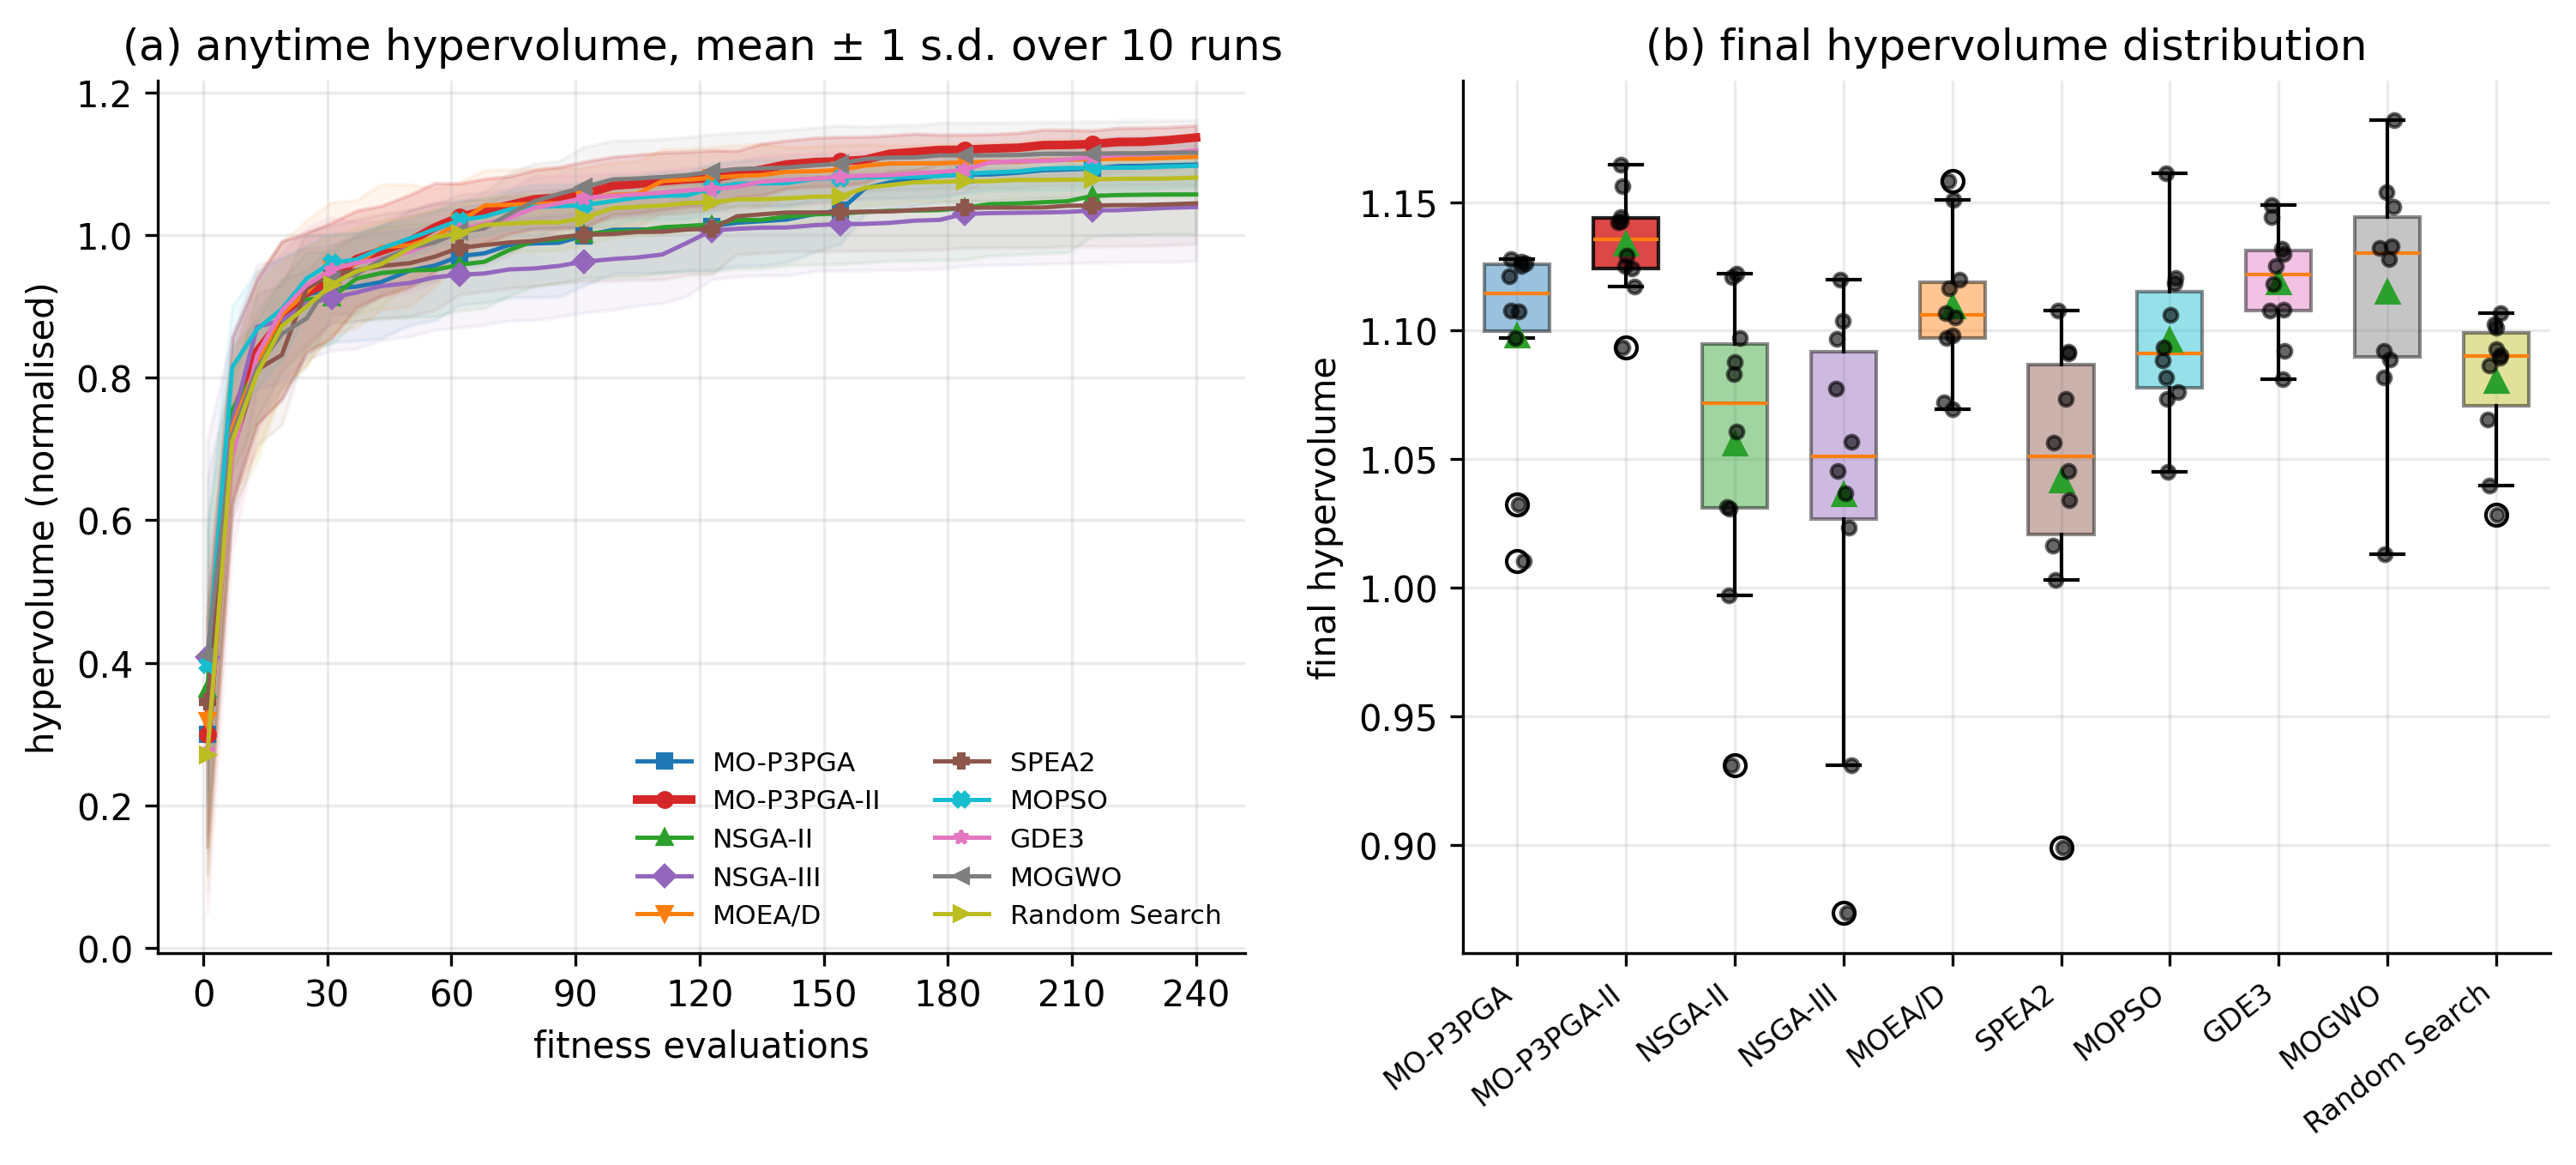 (a) anytime hypervolume, mean ± 1 s.d. over 10 runs
hypervolume (normalised)
1.2
1.0
0.8
0.6
0.4
0.2
0.0
0 30 60 90 120 150 180 210 240
fitness evaluations
MO-P3PGA
MO-P3PGA-II
NSGA-II
NSGA-III
MOEA/D
SPEA2
MOPSO
GDE3
MOGWO
Random Search
(b) final hypervolume distribution
final hypervolume
1.15
1.10
1.05
1.00
0.95
0.90
MO-P3PGA
MO-P3PGA-II
NSGA-II
NSGA-III
MOEA/D
SPEA2
MOPSO
GDE3
MOGWO
Random Search